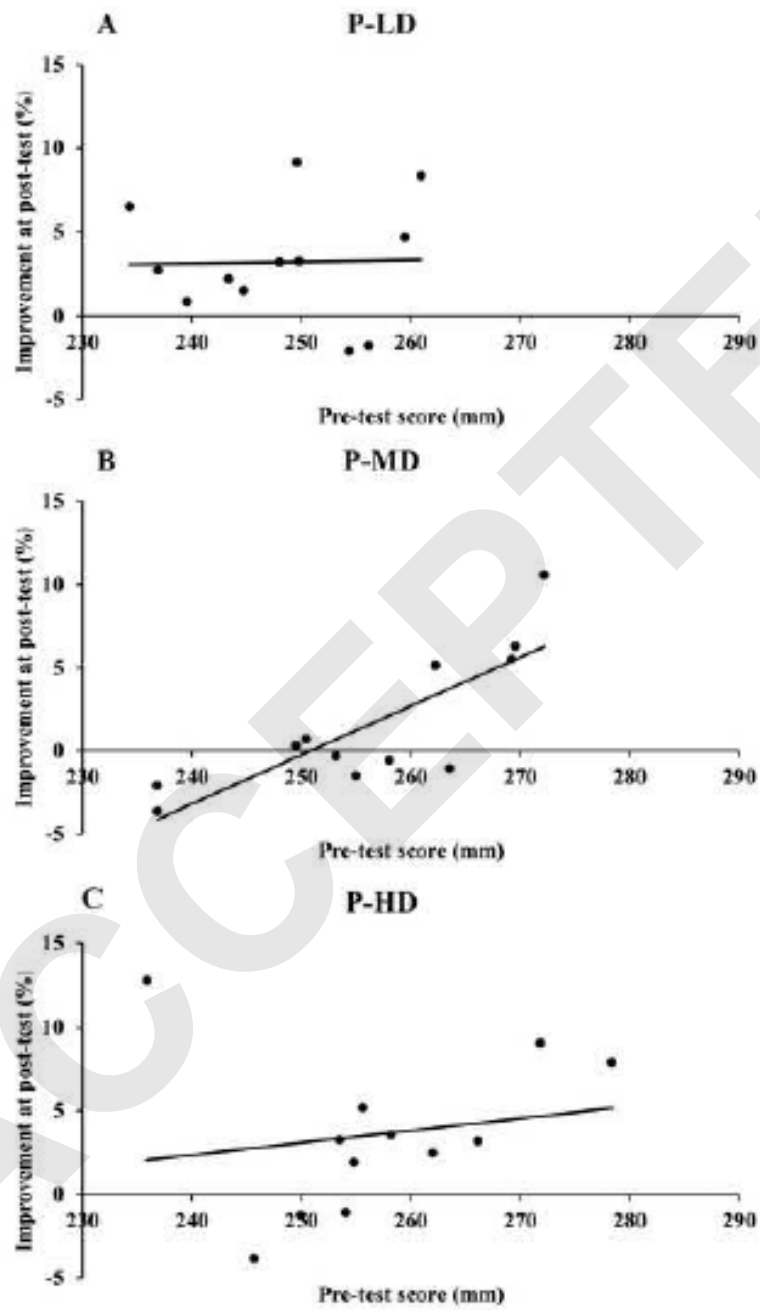 A P-LD
15
10
5
0
230 240 250 260 270 280 290
-5
Improvement at post-test (%)
Pre-test score (mm)
B P-MD
15
10
5
0
230 240 250 260 270 280 290
-5
Improvement at post-test (%)
Pre-test score (mm)
C P-HD
15
10
5
0
230 240 250 260 270 280 290
-5
Improvement at post-test (%)
Pre-test score (mm)
ACCEPTE